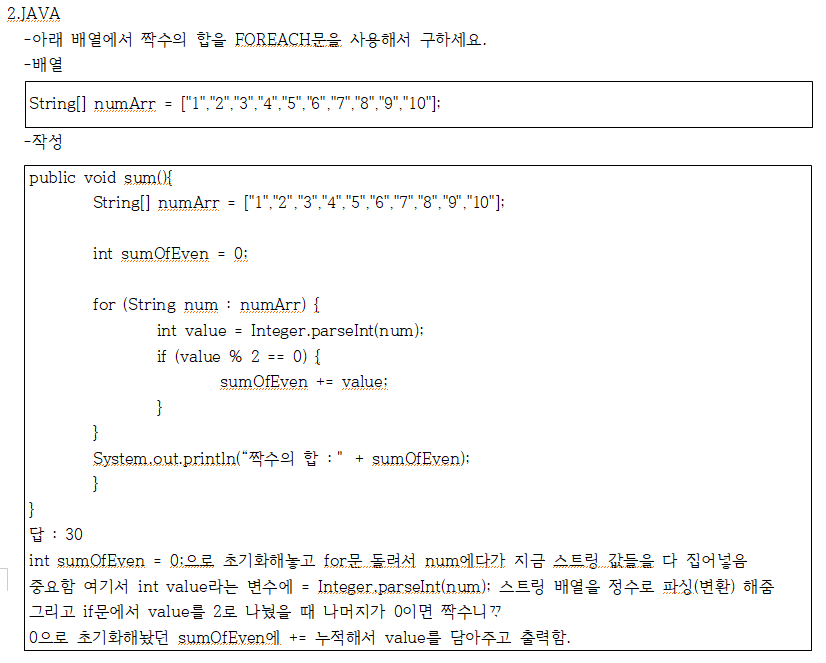 2.JAVA
-아래 배열에서 짝수의 합을 FOREACH문을 사용해서 구하세요.
-배열
String[] numArr = ["1","2","3","4","5","6","7","8","9","10"];
-작성
public void sum(){
String[] numArr = ["1","2","3","4","5","6","7","8","9","10"];
int sumOfEven = 0;
for (String num : numArr) {
int value = Integer.parseInt(num);
if (value % 2 == 0) {
sumOfEven += value;
}
}
System.out.println(“짝수의 합 :" + sumOfEven);
}
}
답 : 30
int sumOfEven = 0;으로 초기화해놓고 for문 돌려서 num에다가 지금 스트링 값들을 다 집어넣음
중요함 여기서 int value라는 변수에 = Integer.parseInt(num); 스트링 배열을 정수로 파싱(변환) 해줌
그리고 if문에서 value를 2로 나눴을 때 나머지가 0이면 짝수니까
0으로 초기화해놨던 sumOfEven에 += 누적해서 value를 담아주고 출력함.